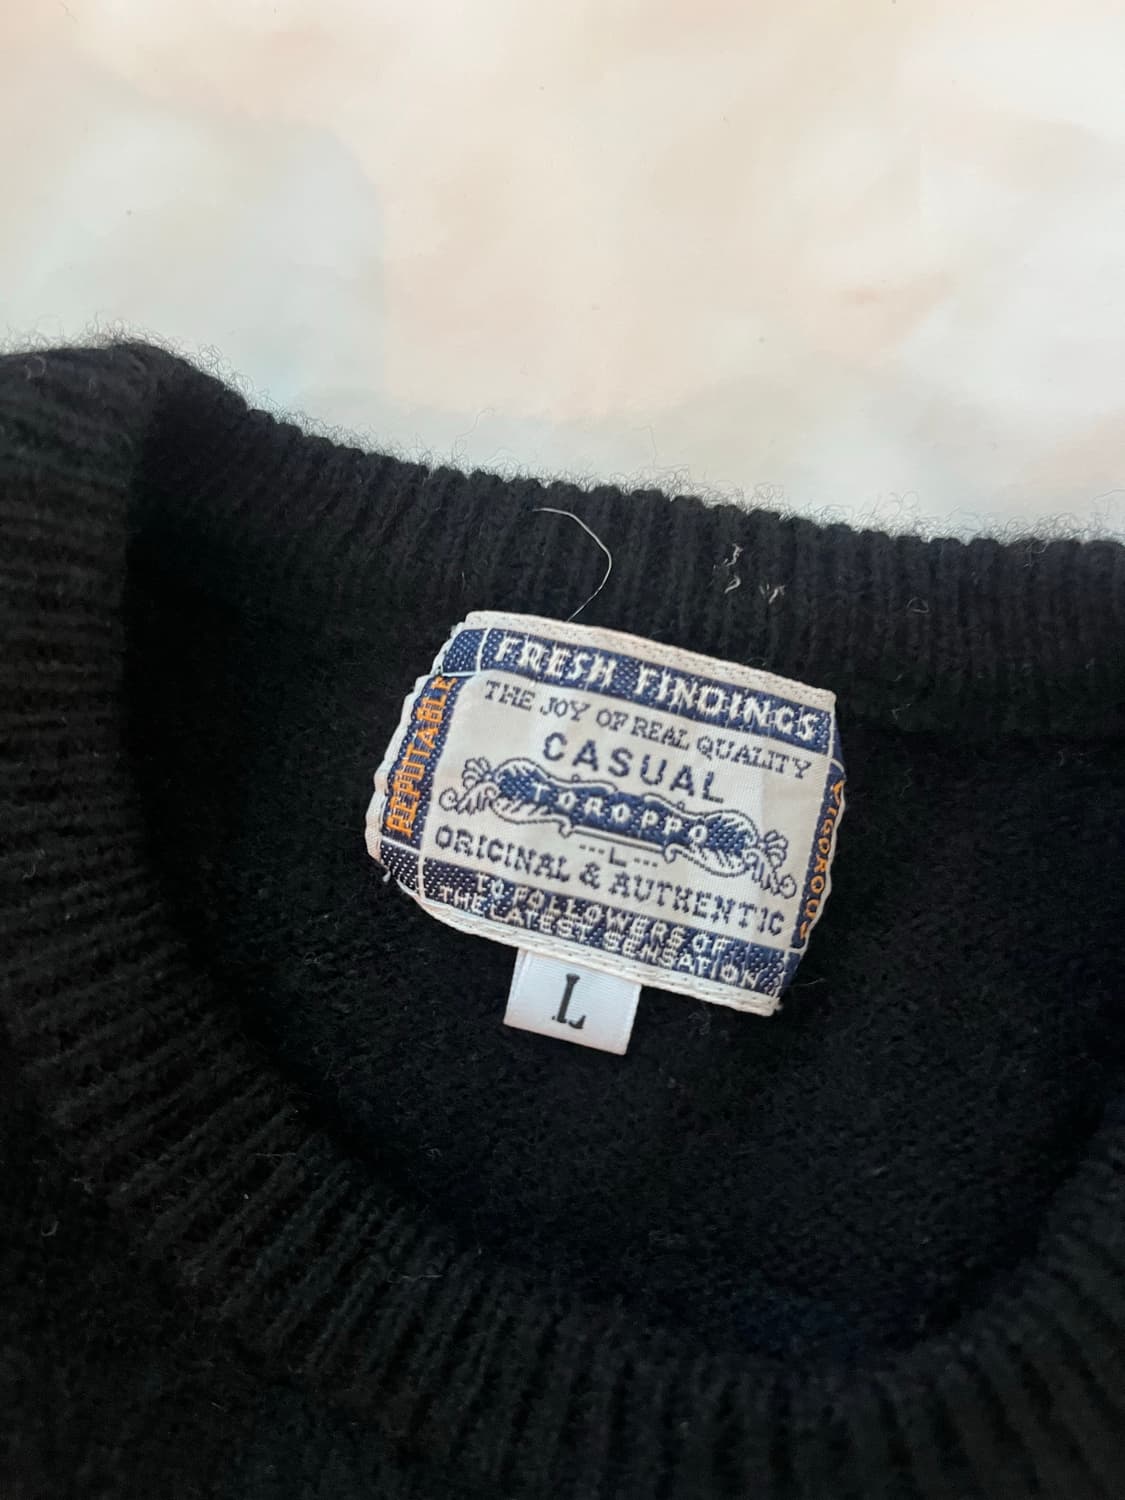 FRESH FINDINGS
THE JOY OF REAL QUALITY
CASUAL
TOROPPO
---L---
ORIGINAL & AUTHENTIC
TO FOLLOWERS OF
THE LATEST SENSATION
REPUTABLE
VIGOROUS
L